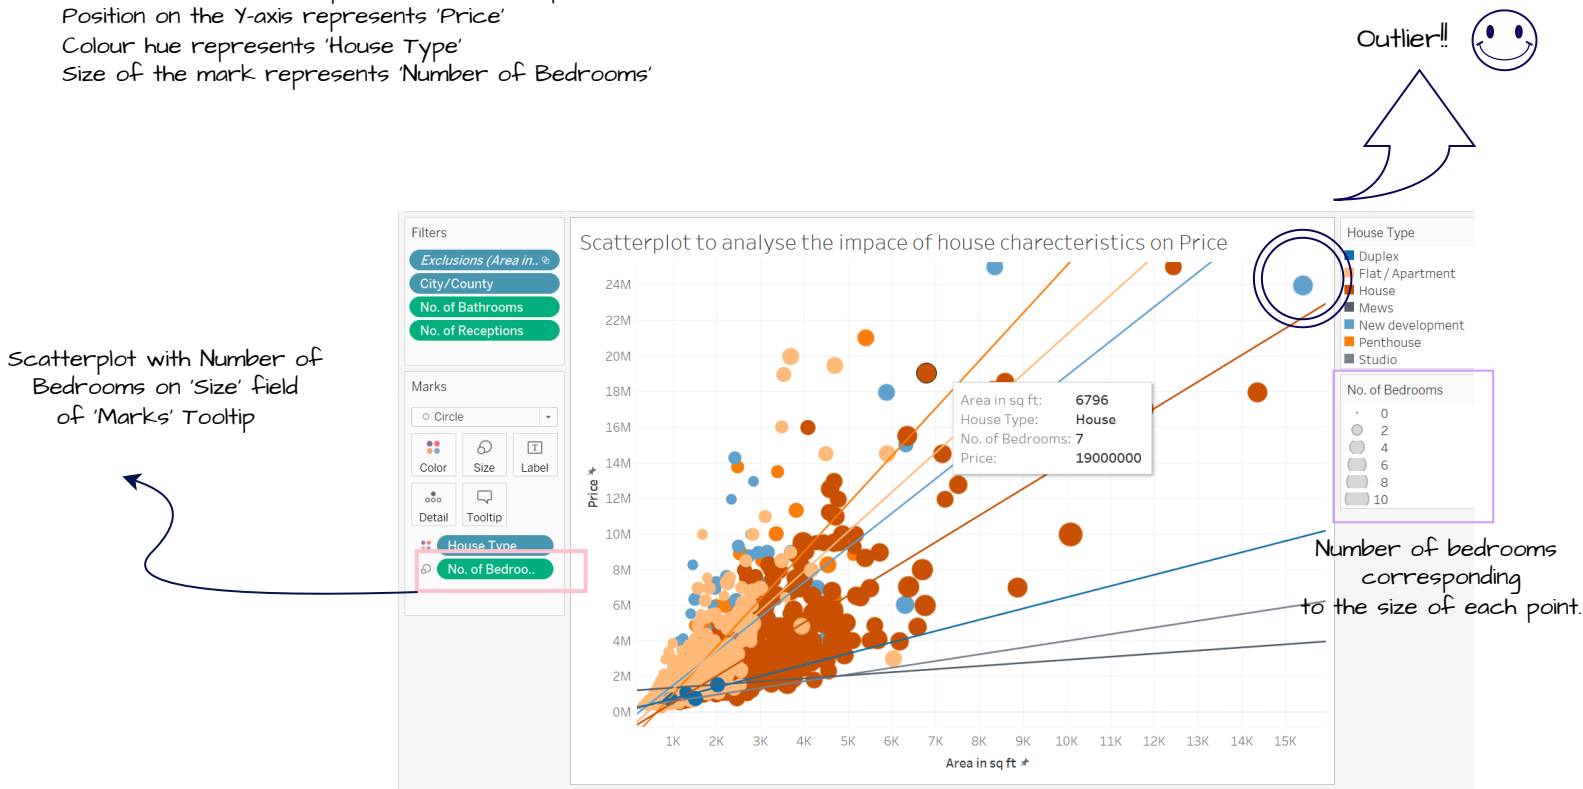 Position on the Y-axis represents 'Price'
Colour hue represents 'House Type'
Size of the mark represents 'Number of Bedrooms'
Outlier!!
Scatterplot with Number of
Bedrooms on 'Size' field
of 'Marks' Tooltip
Filters
Exclusions (Area in..
City/County
No. of Bathrooms
No. of Receptions
Marks
Circle
Color
Size
Label
Detail
Tooltip
House Type
No. of Bedroo..
Scatterplot to analyse the impace of house charecteristics on Price
Price
24M
22M
20M
18M
16M
14M
12M
10M
8M
6M
4M
2M
0M
1K
2K
3K
4K
5K
6K
7K
8K
9K
10K
11K
12K
13K
14K
15K
Area in sq ft
Area in sq ft: 6796
House Type: House
No. of Bedrooms: 7
Price: 19000000
House Type
Duplex
Flat / Apartment
House
Mews
New development
Penthouse
Studio
No. of Bedrooms
0
2
4
6
8
10
Number of bedrooms
corresponding
to the size of each point.